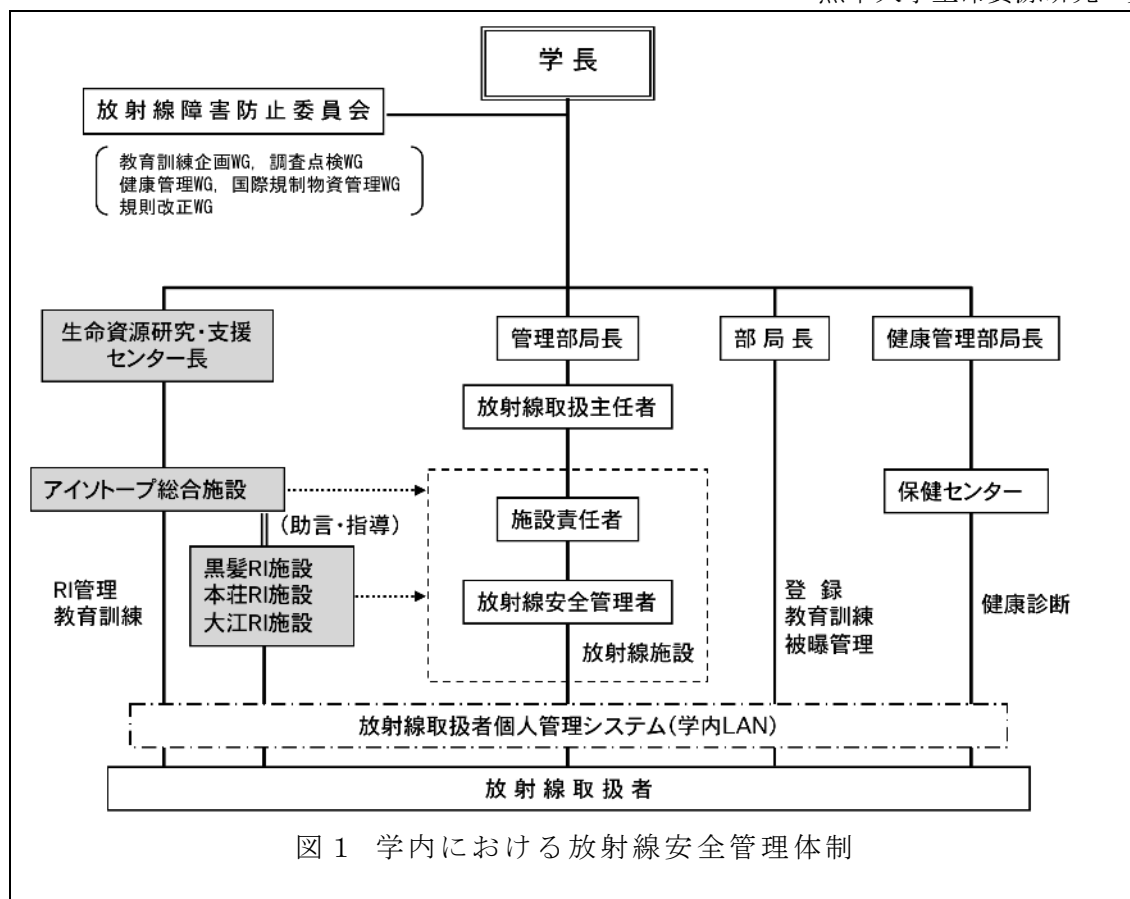 学長
放射線障害防止委員会
教育訓練企画WG, 調査点検WG
健康管理WG, 国際規制物資管理WG
規則改正WG
生命資源研究・支援
センター長
管理部局長
部局長
健康管理部局長
放射線取扱主任者
アイソトープ総合施設
(助言・指導)
施設責任者
保健センター
黒髪RI施設
本荘RI施設
大江RI施設
放射線安全管理者
放射線施設
RI管理
教育訓練
登録
教育訓練
被曝管理
健康診断
放射線取扱者個人管理システム(学内LAN)
放射線取扱者
図1 学内における放射線安全管理体制